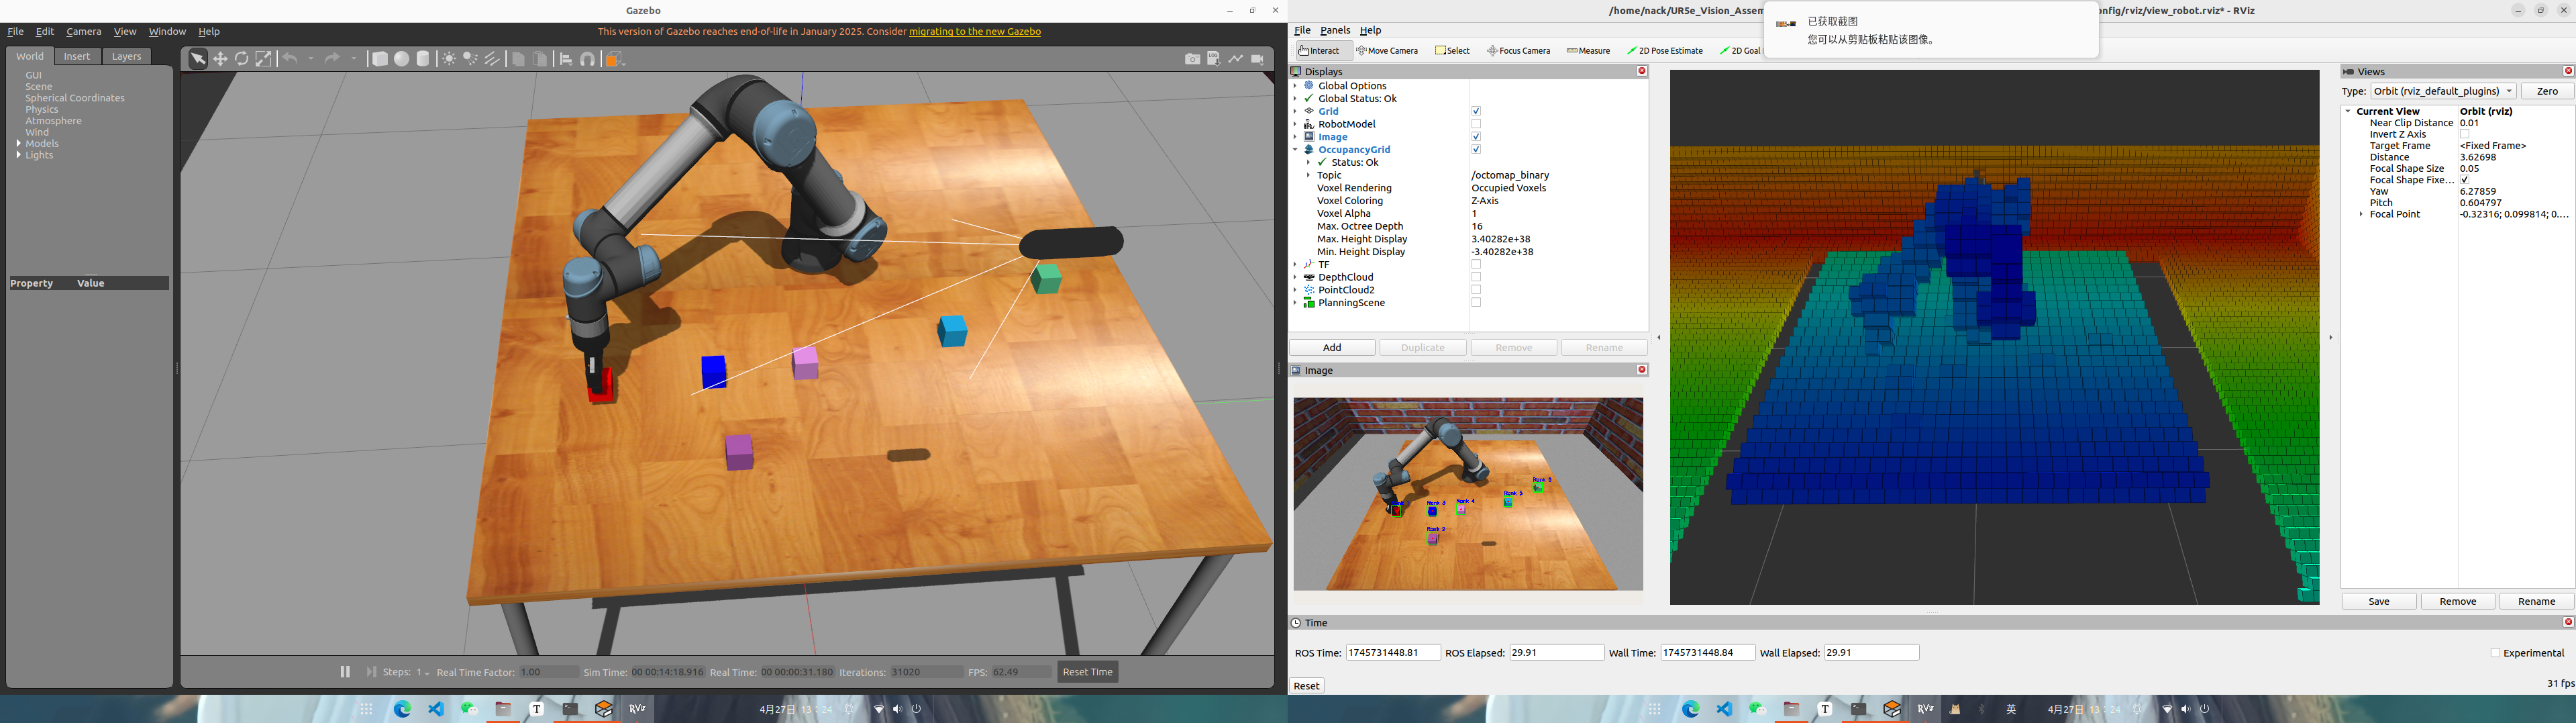 Gazebo
File Edit Camera View Window Help
This version of Gazebo reaches end-of-life in January 2025. Consider migrating to the new Gazebo
World Insert Layers
GUI
Scene
Spherical Coordinates
Physics
Atmosphere
Wind
Models
Lights
Property Value
Steps: 1 Real Time Factor: 1.00 Sim Time: 00 00:14:18.916 Real Time: 00 00:00:31.180 Iterations: 31020 FPS: 62.49 Reset Time
4月27日 13:24
/home/nack/UR5e_Vision_Assem
onfig/rviz/view_robot.rviz* - RViz
已获取截图
您可以从剪贴板粘贴该图像。
File Panels Help
Interact Move Camera Select Focus Camera Measure 2D Pose Estimate 2D Goal
Displays
Global Options
Global Status: Ok
Grid
RobotModel
Image
OccupancyGrid
Status: Ok
Topic /octomap_binary
Voxel Rendering Occupied Voxels
Voxel Coloring Z-Axis
Voxel Alpha 1
Max. Octree Depth 16
Max. Height Display 3.40282e+38
Min. Height Display -3.40282e+38
TF
DepthCloud
PointCloud2
PlanningScene
Add Duplicate Remove Rename
Image
Rank 6
Rank 5
Rank 3 Rank 4
Rank 2
Views
Type: Orbit (rviz_default_plugins) Zero
Current View Orbit (rviz)
Near Clip Distance 0.01
Invert Z Axis
Target Frame <Fixed Frame>
Distance 3.62698
Focal Shape Size 0.05
Focal Shape Fixe...
Yaw 6.27859
Pitch 0.604797
Focal Point -0.32316; 0.099814; 0....
Save Remove Rename
Time
ROS Time: 1745731448.81 ROS Elapsed: 29.91 Wall Time: 1745731448.84 Wall Elapsed: 29.91 Experimental
Reset
31 fps
RViz
英
4月27日 13:24